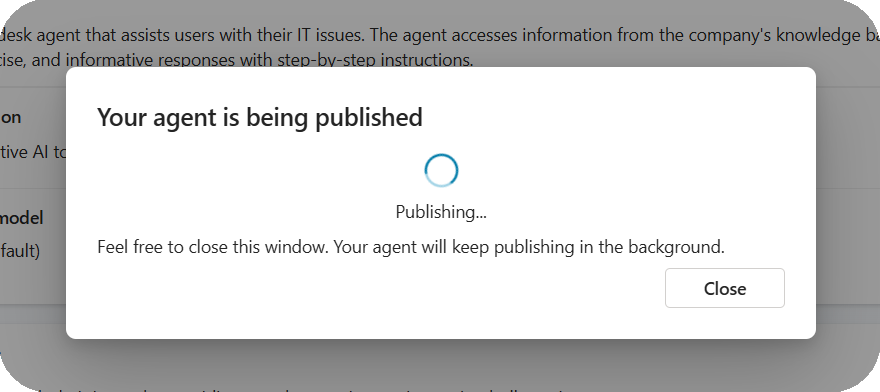 desk agent that assists users with their IT issues. The agent accesses information from the company's knowledge ba
cise, and informative responses with step-by-step instructions.
Your agent is being published
on
tive AI to
Publishing...
model
Feel free to close this window. Your agent will keep publishing in the background.
fault)
Close